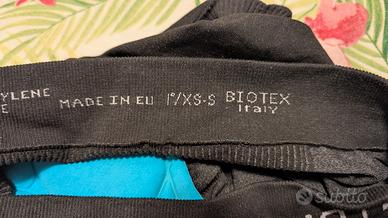 YLENE MADE IN EU I°/XS-S BIOTEX
E Italy
subito